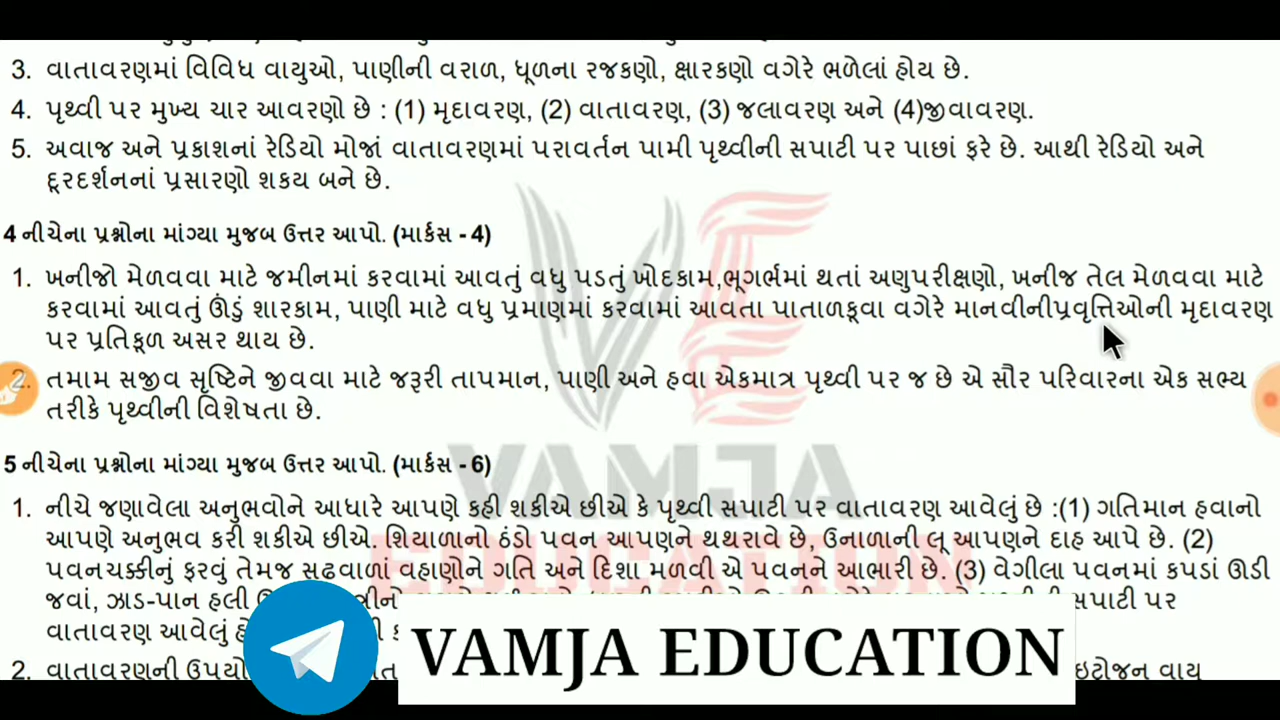 3. વાતાવરણમાં વિવિધ વાયુઓ, પાણીની વરાળ, ધૂળના રજકણો, ક્ષારકણો વગેરે ભળેલાં હોય છે.
4. પૃથ્વી પર મુખ્ય ચાર આવરણો છે : (1) મૃદાવરણ, (2) વાતાવરણ, (3) જલાવરણ અને (4)જીવાવરણ.
5. અવાજ અને પ્રકાશનાં રેડિયો મોજાં વાતાવરણમાં પરાવર્તન પામી પૃથ્વીની સપાટી પર પાછાં ફરે છે. આથી રેડિયો અને
દૂરદર્શનનાં પ્રસારણો શકય બને છે.
4 નીચેના પ્રશ્નોના માંગ્યા મુજબ ઉત્તર આપો. (માર્કસ - 4)
1. ખનીજો મેળવવા માટે જમીનમાં કરવામાં આવતું વધુ પડતું ખોદકામ,ભૂગર્ભમાં થતાં અણુપરીક્ષણો, ખનીજ તેલ મેળવવા માટે
કરવામાં આવતું ઊંડું શારકામ, પાણી માટે વધુ પ્રમાણમાં કરવામાં આવતા પાતાળકૂવા વગેરે માનવીનીપ્રવૃત્તિઓની મૃદાવરણ
પર પ્રતિકૂળ અસર થાય છે.
2. તમામ સજીવ સૃષ્ટિને જીવવા માટે જરૂરી તાપમાન, પાણી અને હવા એકમાત્ર પૃથ્વી પર જ છે એ સૌર પરિવારના એક સભ્ય
તરીકે પૃથ્વીની વિશેષતા છે.
5 નીચેના પ્રશ્નોના માંગ્યા મુજબ ઉત્તર આપો. (માર્કસ - 6)
1. નીચે જણાવેલા અનુભવોને આધારે આપણે કહી શકીએ છીએ કે પૃથ્વી સપાટી પર વાતાવરણ આવેલું છે :(1) ગતિમાન હવાનો
આપણે અનુભવ કરી શકીએ છીએ. શિયાળાનો ઠંડો પવન આપણને થથરાવે છે, ઉનાળાની લૂ આપણને દાહ આપે છે. (2)
પવનચક્કીનું ફરવું તેમજ સઢવાળાં વહાણોને ગતિ અને દિશા મળવી એ પવનને આભારી છે. (3) વેગીલા પવનમાં કપડાં ઊડી
જવાં, ઝાડ-પાન હલી સપાટી પર
વાતાવરણ આવેલું
2. વાતાવરણની વાયુ
VAMJA EDUCATION
VE
VAMJA
EDUCATION